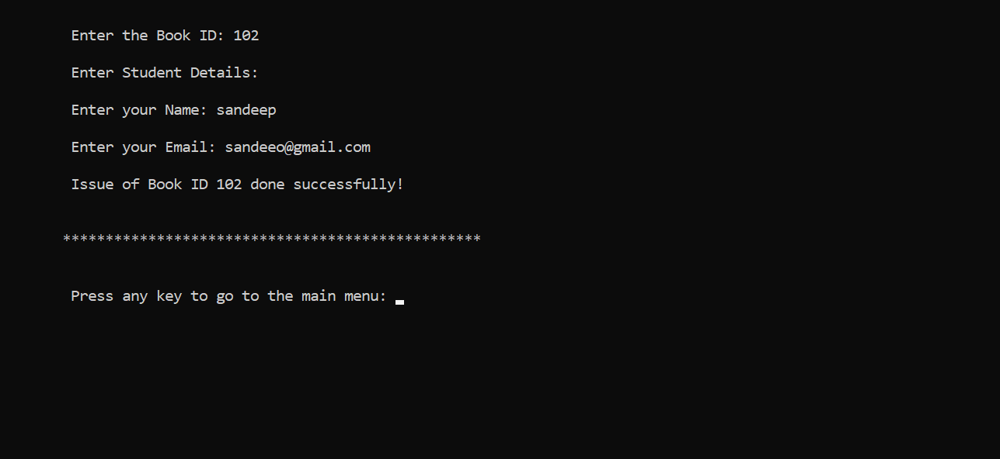 Enter the Book ID: 102
Enter Student Details:
Enter your Name: sandeep
Enter your Email: sandeeo@gmail.com
Issue of Book ID 102 done successfully!
*************************************************
Press any key to go to the main menu: